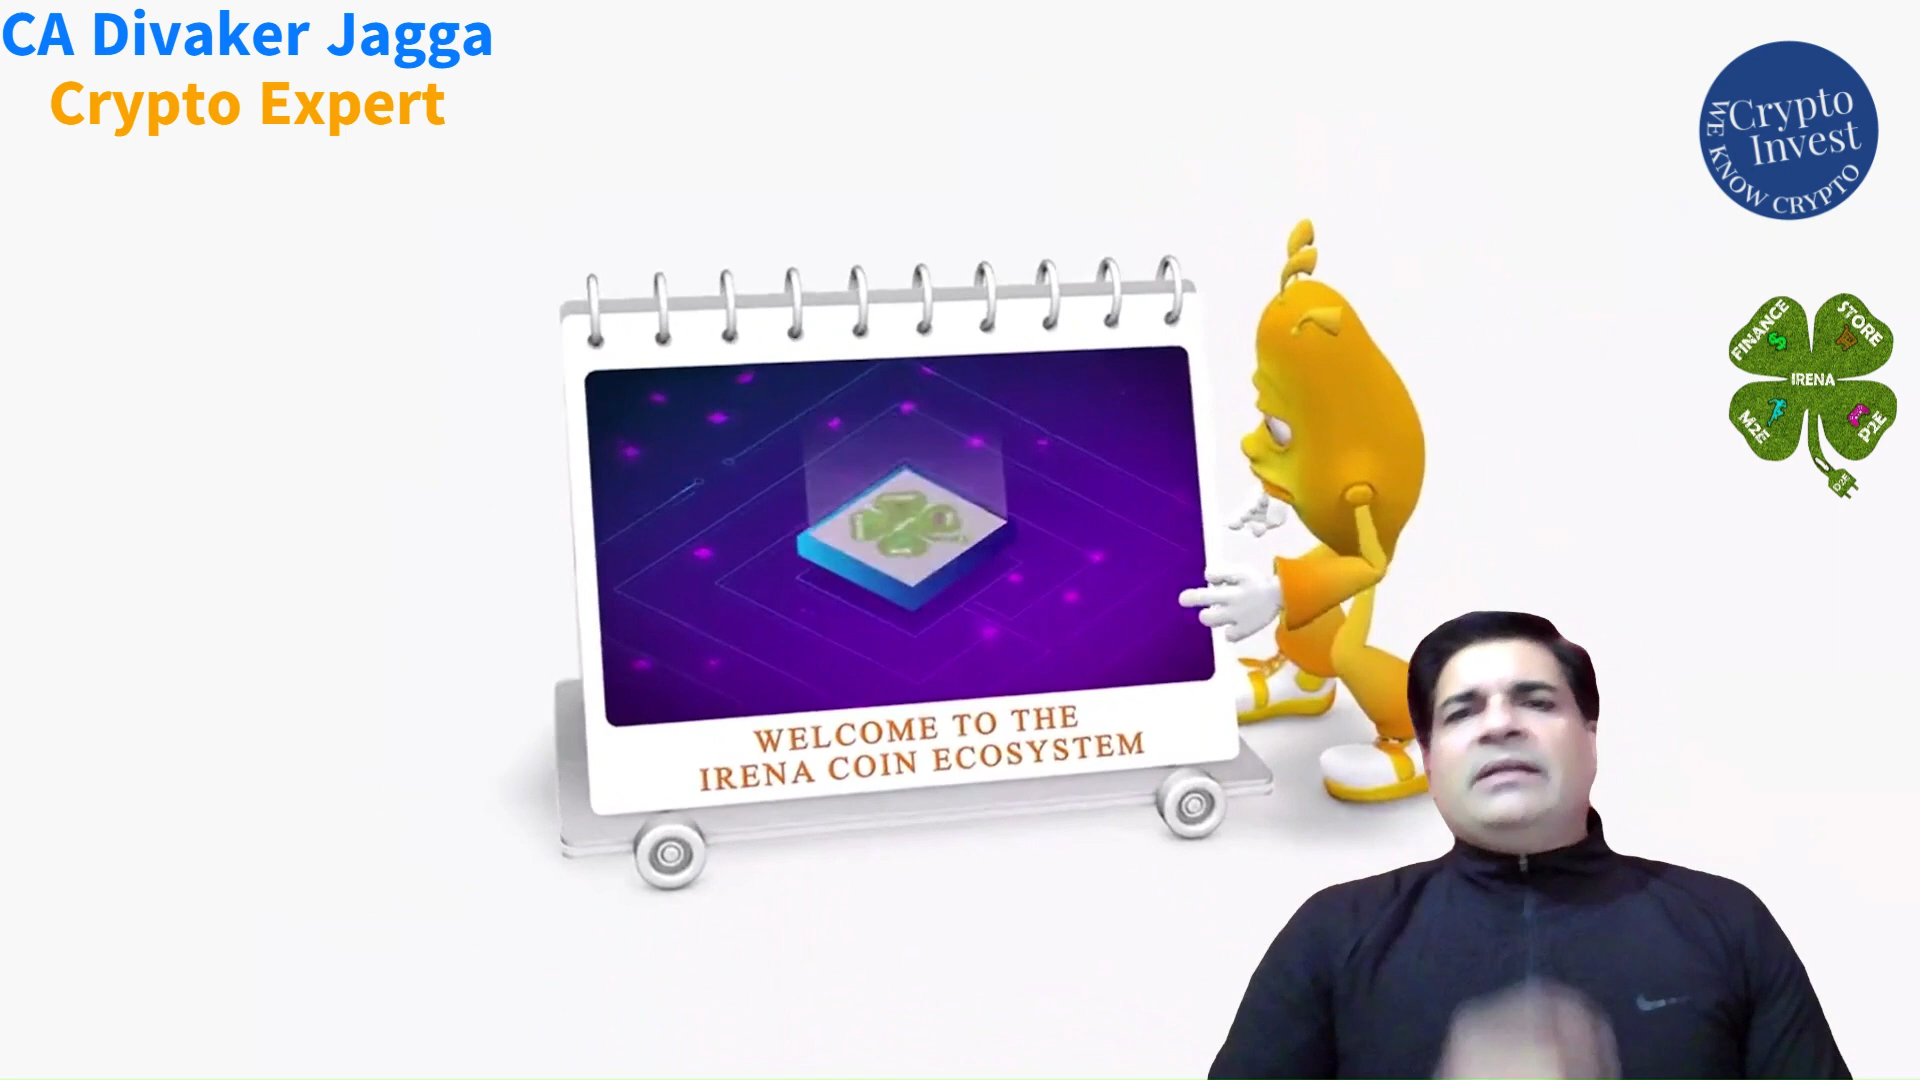 CA Divaker Jagga
Crypto Expert
Crypto
Invest
WE KNOW CRYPTO
FINANCE
STORE
IRENA
M2E
P2E
D2E
WELCOME TO THE
IRENA COIN ECOSYSTEM